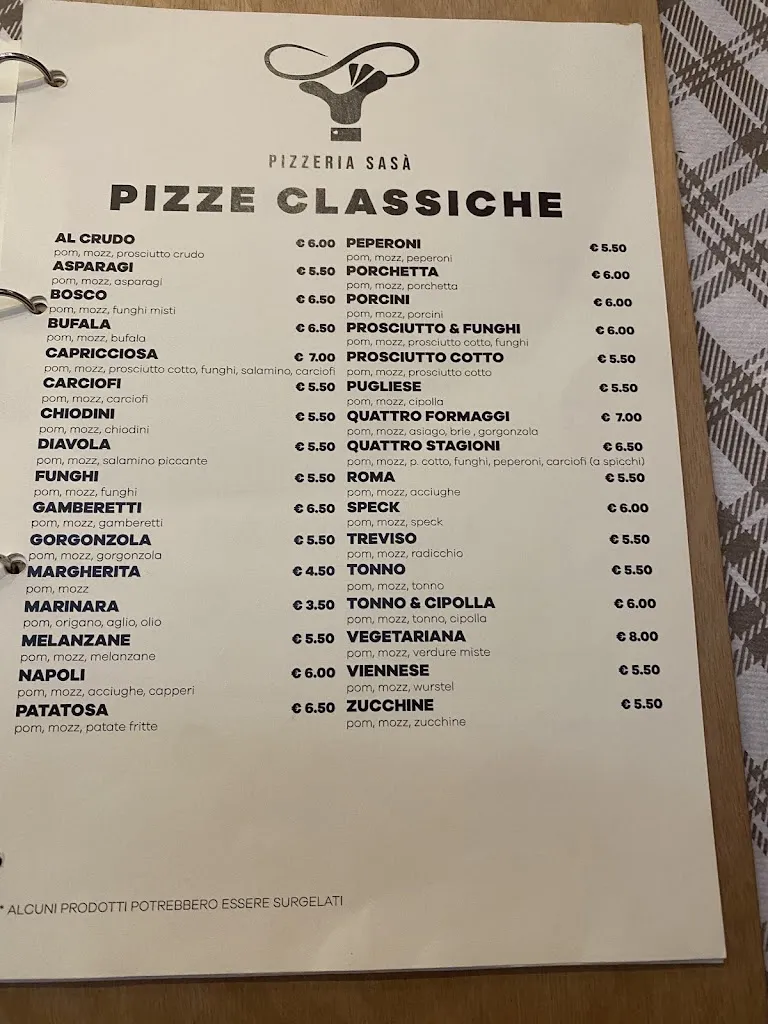 PIZZERIA SASÀ
PIZZE CLASSICHE
AL CRUDO € 6.00
pom, mozz, prosciutto crudo
ASPARAGI € 5.50
pom, mozz, asparagi
BOSCO € 6.50
pom, mozz, funghi misti
BUFALA € 6.50
pom, mozz, bufala
CAPRICCIOSA € 7.00
pom, mozz, prosciutto cotto, funghi, salamino, carciofi
CARCIOFI € 5.50
pom, mozz, carciofi
CHIODINI € 5.50
pom, mozz, chiodini
DIAVOLA € 5.50
pom, mozz, salamino piccante
FUNGHI € 5.50
pom, mozz, funghi
GAMBERETTI € 6.50
pom, mozz, gamberetti
GORGONZOLA € 5.50
pom, mozz, gorgonzola
MARGHERITA € 4.50
pom, mozz
MARINARA € 3.50
pom, origano, aglio, olio
MELANZANE € 5.50
pom, mozz, melanzane
NAPOLI € 6.00
pom, mozz, acciughe, capperi
PATATOSA € 6.50
pom, mozz, patate fritte
PEPERONI € 5.50
pom, mozz, peperoni
PORCHETTA € 6.00
pom, mozz, porchetta
PORCINI € 6.00
pom, mozz, porcini
PROSCIUTTO & FUNGHI € 6.00
pom, mozz, prosciutto cotto, funghi
PROSCIUTTO COTTO € 5.50
pom, mozz, prosciutto cotto
PUGLIESE € 5.50
pom, mozz, cipolla
QUATTRO FORMAGGI € 7.00
pom, mozz, asiago, brie , gorgonzola
QUATTRO STAGIONI € 6.50
pom, mozz, p. cotto, funghi, peperoni, carciofi (a spicchi)
ROMA € 5.50
pom, mozz, acciughe
SPECK € 6.00
pom, mozz, speck
TREVISO € 5.50
pom, mozz, radicchio
TONNO € 5.50
pom, mozz, tonno
TONNO & CIPOLLA € 6.00
pom, mozz, tonno, cipolla
VEGETARIANA € 8.00
pom, mozz, verdure miste
VIENNESE € 5.50
pom, mozz, wurstel
ZUCCHINE € 5.50
pom, mozz, zucchine
* ALCUNI PRODOTTI POTREBBERO ESSERE SURGELATI